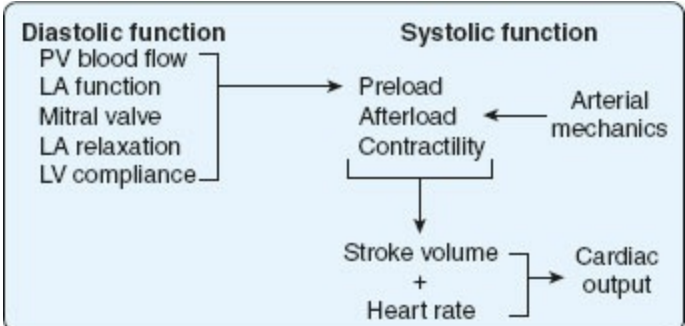 Diastolic function
PV blood flow
LA function
Mitral valve
LA relaxation
LV compliance
Systolic function
Preload
Afterload
Contractility
Arterial
mechanics
Stroke volume
+
Heart rate
Cardiac
output